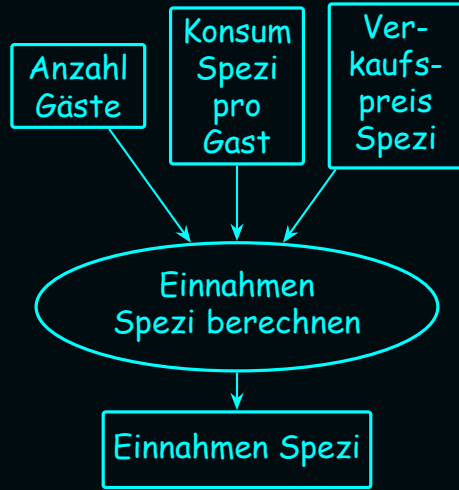 Anzahl
Gäste
Konsum
Spezi
pro
Gast
Ver-
kaufs-
preis
Spezi
Einnahmen
Spezi berechnen
Einnahmen Spezi